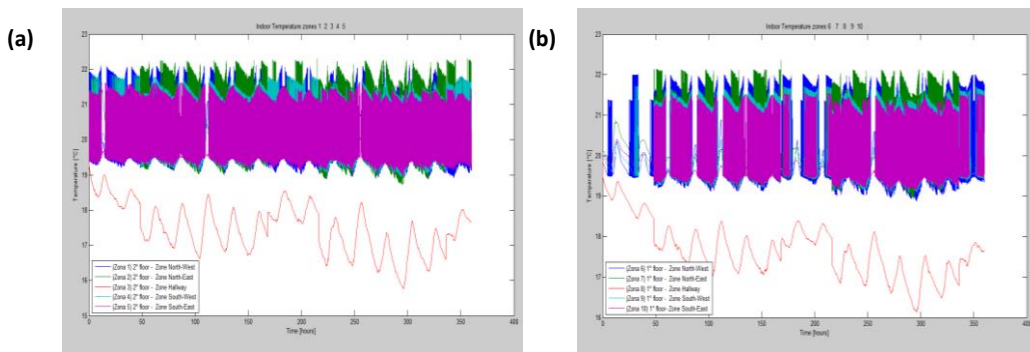 (a)
Indoor Temperature zones 1 2 3 4 5
23
22
21
20
19
18
17
16
15
Temperature [°C]
0 50 100 150 200 250 300 350 400
Time [hours]
(Zona 1) 2° floor - Zone North-West
(Zona 2) 2° floor - Zone North-East
(Zona 3) 2° floor - Zone Hallway
(Zona 4) 2° floor - Zone South-West
(Zona 5) 2° floor - Zone South-East
(b)
Indoor Temperature zones 6 7 8 9 10
23
22
21
20
19
18
17
16
Temperature [°C]
0 50 100 150 200 250 300 350 400
Time [hours]
(Zona 6) 1° floor - Zone North-West
(Zona 7) 1° floor - Zone North-East
(Zona 8) 1° floor - Zone Hallway
(Zona 9) 1° floor - Zone South-West
(Zona 10) 1° floor- Zone South-East